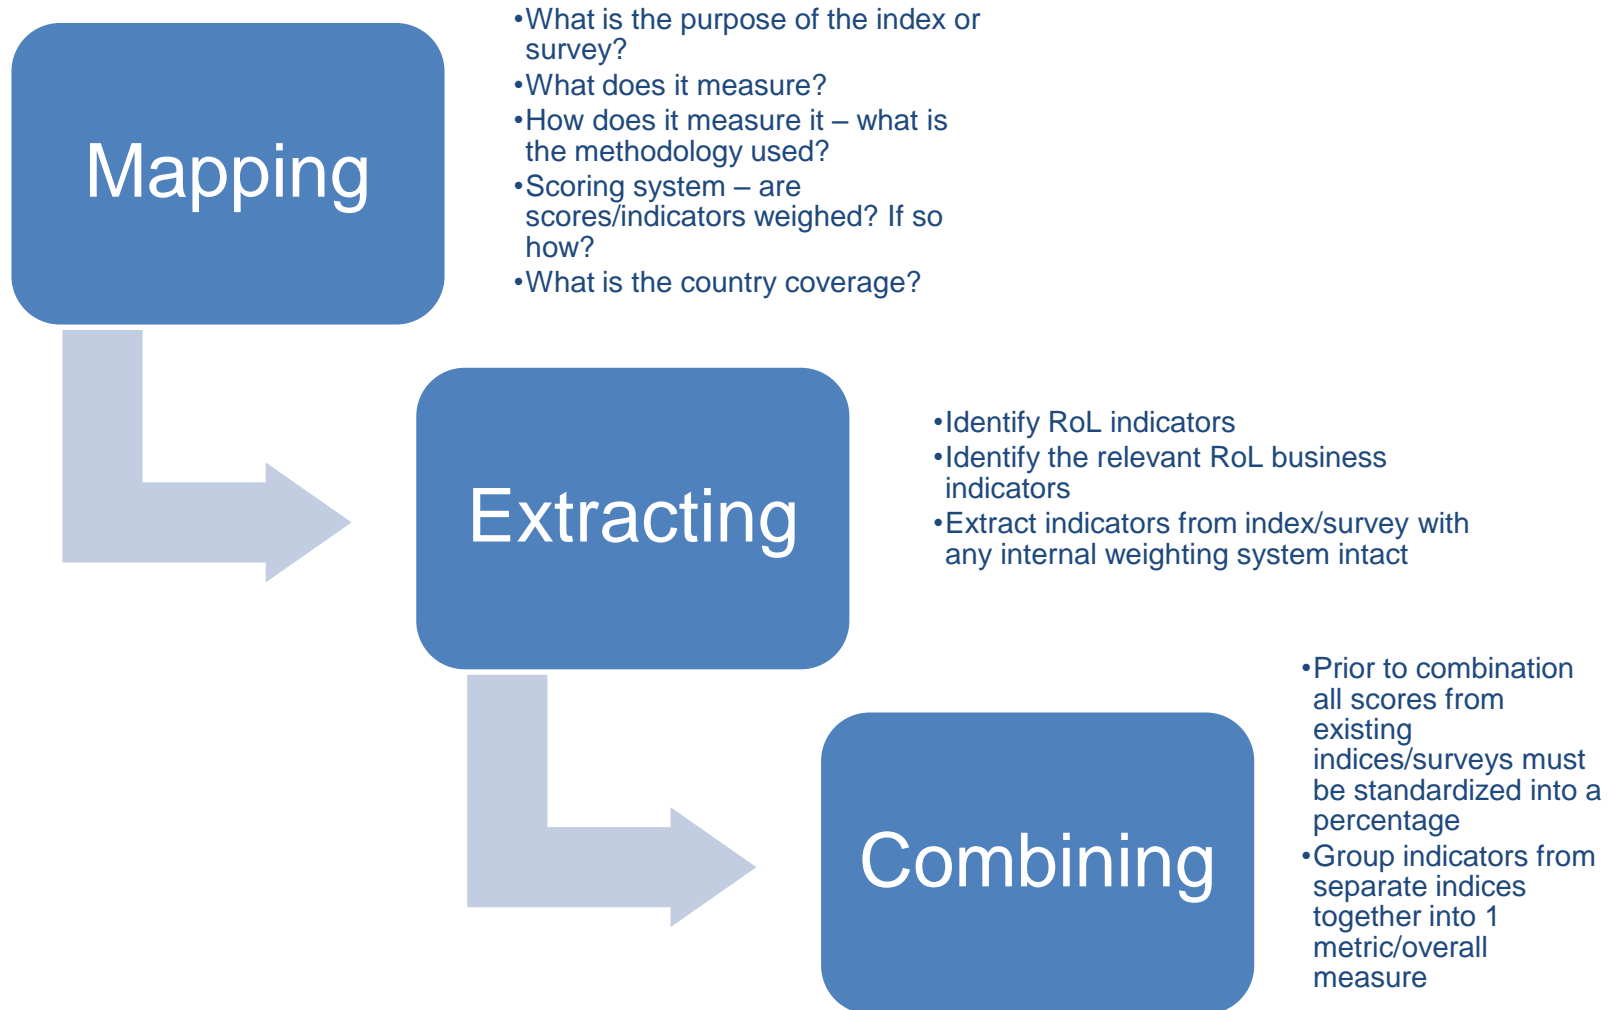 Mapping
•What is the purpose of the index or
survey?
•What does it measure?
•How does it measure it – what is
the methodology used?
•Scoring system – are
scores/indicators weighed? If so
how?
•What is the country coverage?
Extracting
•Identify RoL indicators
•Identify the relevant RoL business
indicators
•Extract indicators from index/survey with
any internal weighting system intact
Combining
•Prior to combination
all scores from
existing
indices/surveys must
be standardized into a
percentage
•Group indicators from
separate indices
together into 1
metric/overall
measure